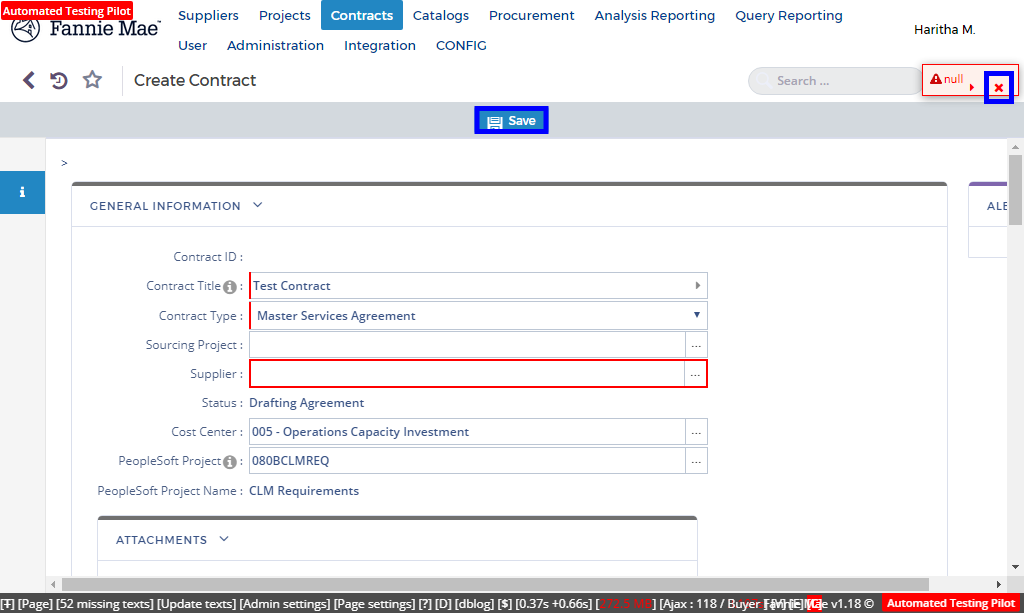 Automated Testing Pilot
Fannie Mae
Suppliers Projects Contracts Catalogs Procurement Analysis Reporting Query Reporting
User Administration Integration CONFIG
Haritha M.
Create Contract
Search ...
null
Save
>
GENERAL INFORMATION
ALE
Contract ID :
Contract Title : Test Contract
Contract Type : Master Services Agreement
Sourcing Project : ...
Supplier : ...
Status : Drafting Agreement
Cost Center : 005 - Operations Capacity Investment ...
PeopleSoft Project : 080BCLMREQ ...
PeopleSoft Project Name : CLM Requirements
ATTACHMENTS
[Ŧ] [Page] [52 missing texts] [Update texts] [Admin settings] [Page settings] [?] [D] [dblog] [$] [0.37s +0.66s] [Ajax : 118 / Buyer v1.18 ©
Automated Testing Pilot